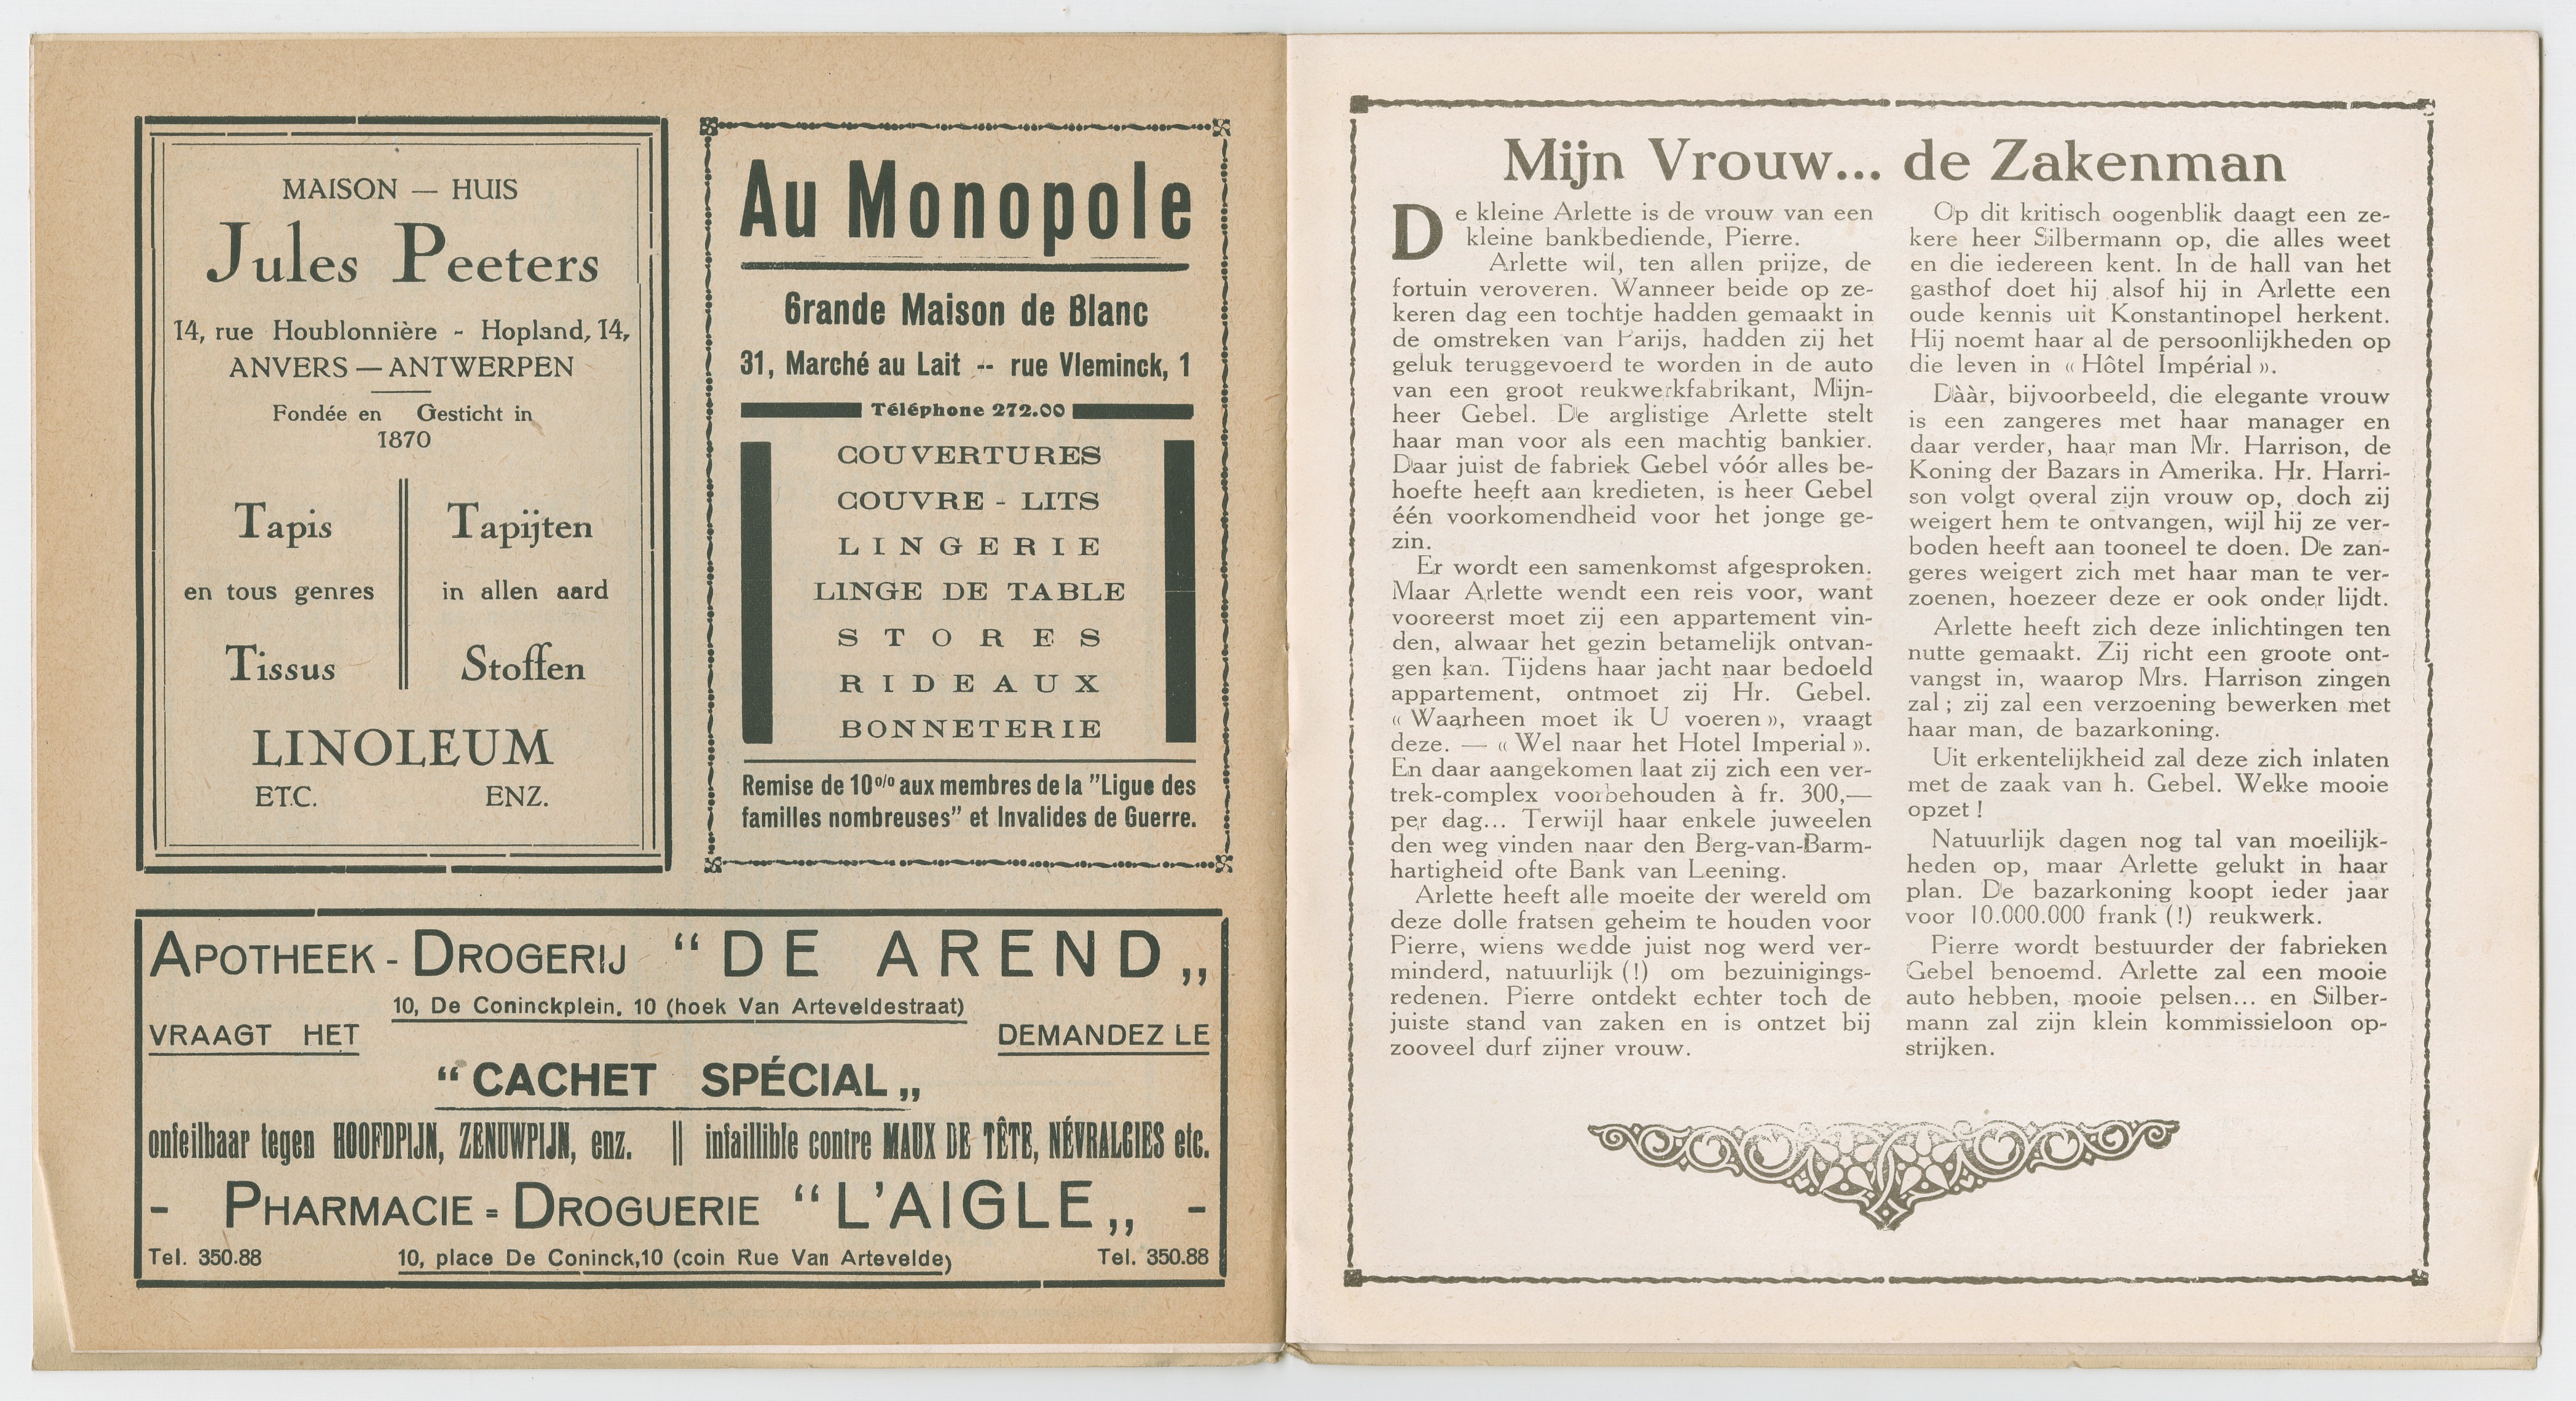 MAISON — HUIS
Jules Peeters
14, rue Houblonnière - Hopland, 14,
ANVERS — ANTWERPEN
Fondée en Gesticht in
1870
Tapis
en tous genres
Tissus
Tapijten
in allen aard
Stoffen
LINOLEUM
ETC. ENZ.
Au Monopole
Grande Maison de Blanc
31, Marché au Lait -- rue Vleminck, 1
Téléphone 272.00
COUVERTURES
COUVRE - LITS
LINGERIE
LINGE DE TABLE
STORES
RIDEAUX
BONNETERIE
Remise de 10% aux membres de la "Ligue des
familles nombreuses" et Invalides de Guerre.
APOTHEEK - DROGERIJ “DE AREND„
10, De Coninckplein, 10 (hoek Van Arteveldestraat)
VRAAGT HET DEMANDEZ LE
“CACHET SPÉCIAL„
onfeilbaar tegen HOOFDPIJN, ZENUWPIJN, enz. || infaillible contre MAUX DE TÊTE, NÉVRALGIES etc.
- PHARMACIE = DROGUERIE “L'AIGLE„ -
Tel. 350.88 10, place De Coninck,10 (coin Rue Van Artevelde) Tel. 350.88
Mijn Vrouw... de Zakenman
De kleine Arlette is de vrouw van een
kleine bankbediende, Pierre.
Arlette wil, ten allen prijze, de
fortuin veroveren. Wanneer beide op ze-
keren dag een tochtje hadden gemaakt in
de omstreken van Parijs, hadden zij het
geluk teruggevoerd te worden in de auto
van een groot reukwerkfabrikant, Mijn-
heer Gebel. De arglistige Arlette stelt
haar man voor als een machtig bankier.
Daar juist de fabriek Gebel vóór alles be-
hoefte heeft aan kredieten, is heer Gebel
één voorkomendheid voor het jonge ge-
zin.
Er wordt een samenkomst afgesproken.
Maar Arlette wendt een reis voor, want
vooreerst moet zij een appartement vin-
den, alwaar het gezin betamelijk ontvan-
gen kan. Tijdens haar jacht naar bedoeld
appartement, ontmoet zij Hr. Gebel.
« Waarheen moet ik U voeren », vraagt
deze. — « Wel naar het Hotel Imperial ».
En daar aangekomen laat zij zich een ver-
trek-complex voorbehouden à fr. 300,—
per dag... Terwijl haar enkele juweelen
den weg vinden naar den Berg-van-Barm-
hartigheid ofte Bank van Leening.
Arlette heeft alle moeite der wereld om
deze dolle fratsen geheim te houden voor
Pierre, wiens wedde juist nog werd ver-
minderd, natuurlijk (!) om bezuinigings-
redenen. Pierre ontdekt echter toch de
juiste stand van zaken en is ontzet bij
zooveel durf zijner vrouw.
Op dit kritisch oogenblik daagt een ze-
kere heer Silbermann op, die alles weet
en die iedereen kent. In de hall van het
gasthof doet hij alsof hij in Arlette een
oude kennis uit Konstantinopel herkent.
Hij noemt haar al de persoonlijkheden op
die leven in « Hôtel Impérial ».
Dààr, bijvoorbeeld, die elegante vrouw
is een zangeres met haar manager en
daar verder, haar man Mr. Harrison, de
Koning der Bazars in Amerika. Hr. Harri-
son volgt overal zijn vrouw op, doch zij
weigert hem te ontvangen, wijl hij ze ver-
boden heeft aan tooneel te doen. De zan-
geres weigert zich met haar man te ver-
zoenen, hoezeer deze er ook onder lijdt.
Arlette heeft zich deze inlichtingen ten
nutte gemaakt. Zij richt een groote ont-
vangst in, waarop Mrs. Harrison zingen
zal ; zij zal een verzoening bewerken met
haar man, de bazarkoning.
Uit erkentelijkheid zal deze zich inlaten
met de zaak van h. Gebel. Welke mooie
opzet !
Natuurlijk dagen nog tal van moeilijk-
heden op, maar Arlette gelukt in haar
plan. De bazarkoning koopt ieder jaar
voor 10.000.000 frank (!) reukwerk.
Pierre wordt bestuurder der fabrieken
Gebel benoemd. Arlette zal een mooie
auto hebben, mooie pelsen... en Silber-
mann zal zijn klein kommissieloon op-
strijken.